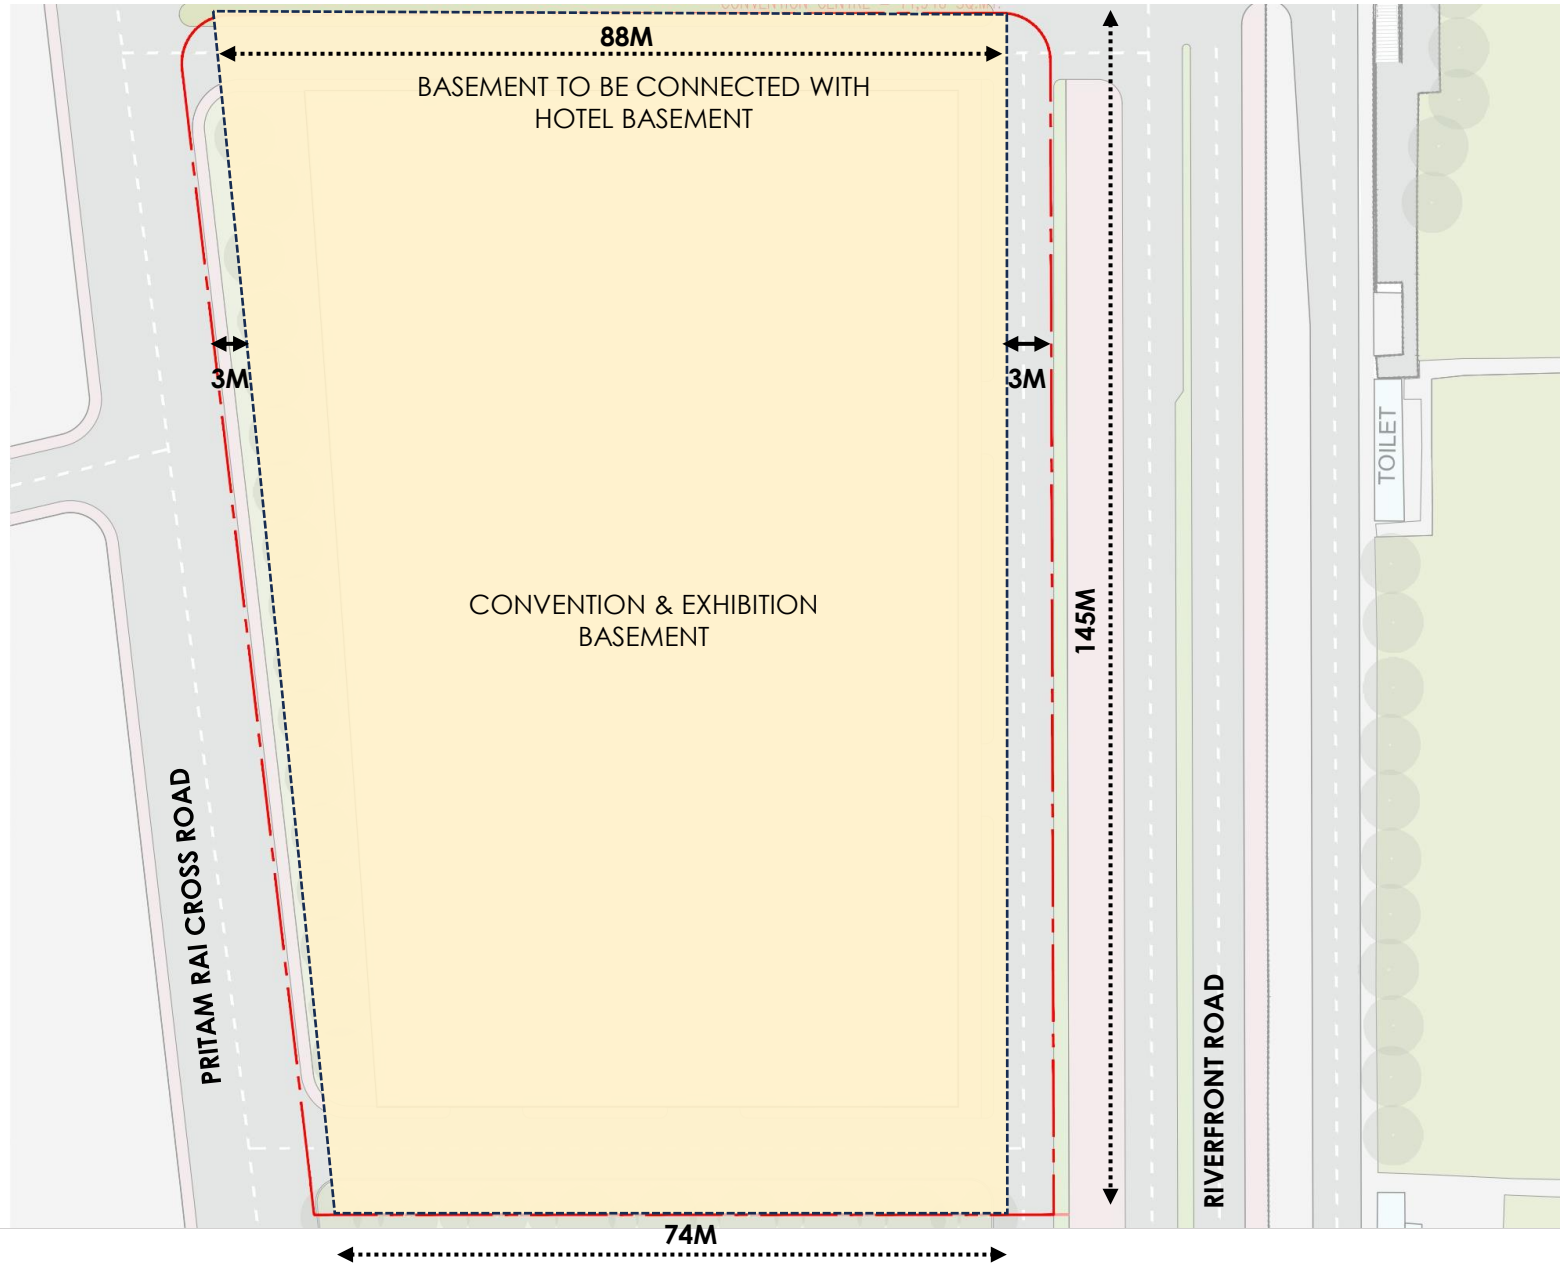 88M
BASEMENT TO BE CONNECTED WITH
HOTEL BASEMENT
3M
3M
TOILET
145M
CONVENTION & EXHIBITION
BASEMENT
PRITAM RAI CROSS ROAD
RIVERFRONT ROAD
74M